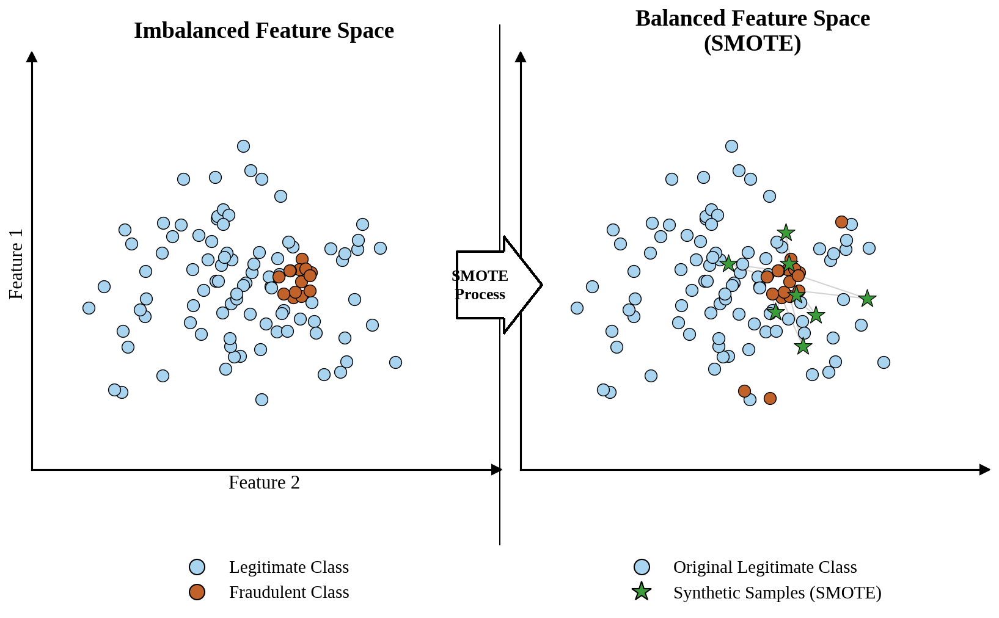 Imbalanced Feature Space
Balanced Feature Space
(SMOTE)
Feature 1
SMOTE
Process
Feature 2
Legitimate Class
Fraudulent Class
Original Legitimate Class
Synthetic Samples (SMOTE)